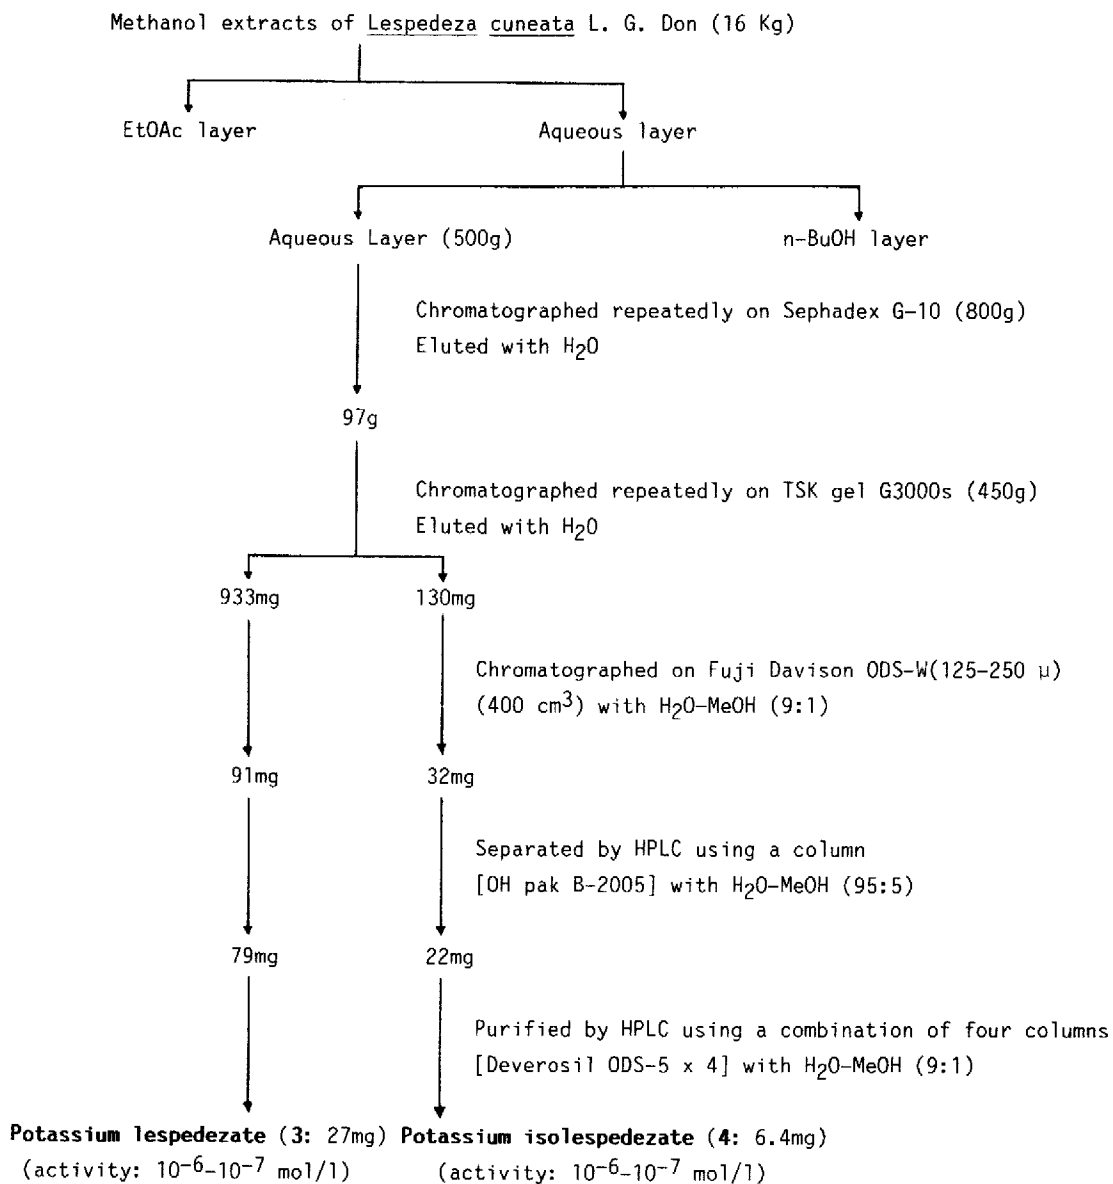 Methanol extracts of Lespedeza cuneata L. G. Don (16 Kg)
EtOAc layer
Aqueous layer
Aqueous Layer (500g)
n-BuOH layer
Chromatographed repeatedly on Sephadex G-10 (800g)
Eluted with H2O
97g
Chromatographed repeatedly on TSK gel G3000s (450g)
Eluted with H2O
933mg
130mg
Chromatographed on Fuji Davison ODS-W(125-250 μ)
(400 cm³) with H2O-MeOH (9:1)
91mg
32mg
Separated by HPLC using a column
[OH pak B-2005] with H2O-MeOH (95:5)
79mg
22mg
Purified by HPLC using a combination of four columns
[Deverosil ODS-5 x 4] with H2O-MeOH (9:1)
Potassium lespedezate (3: 27mg)
(activity: 10⁻⁶-10⁻⁷ mol/l)
Potassium isolespedezate (4: 6.4mg)
(activity: 10⁻⁶-10⁻⁷ mol/l)